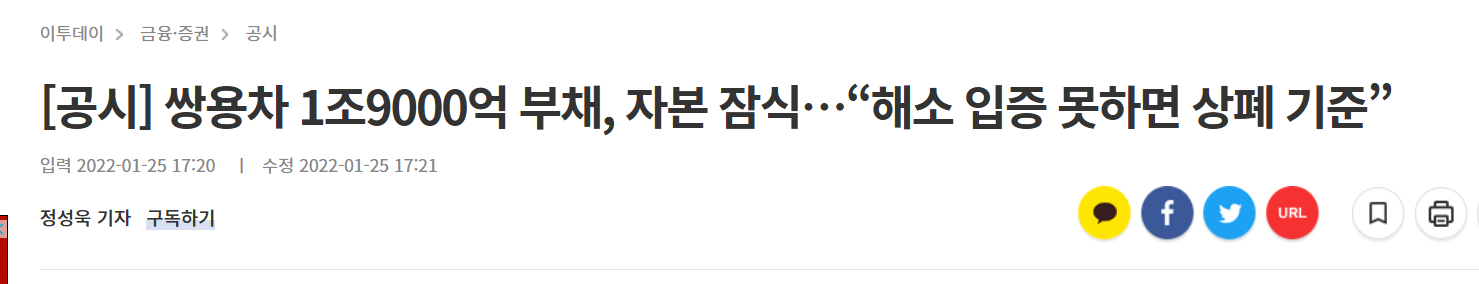 이투데이 > 금융·증권 > 공시
[공시] 쌍용차 1조9000억 부채, 자본 잠식…“해소 입증 못하면 상폐 기준”
입력 2022-01-25 17:20 | 수정 2022-01-25 17:21
정성욱 기자 구독하기
URL